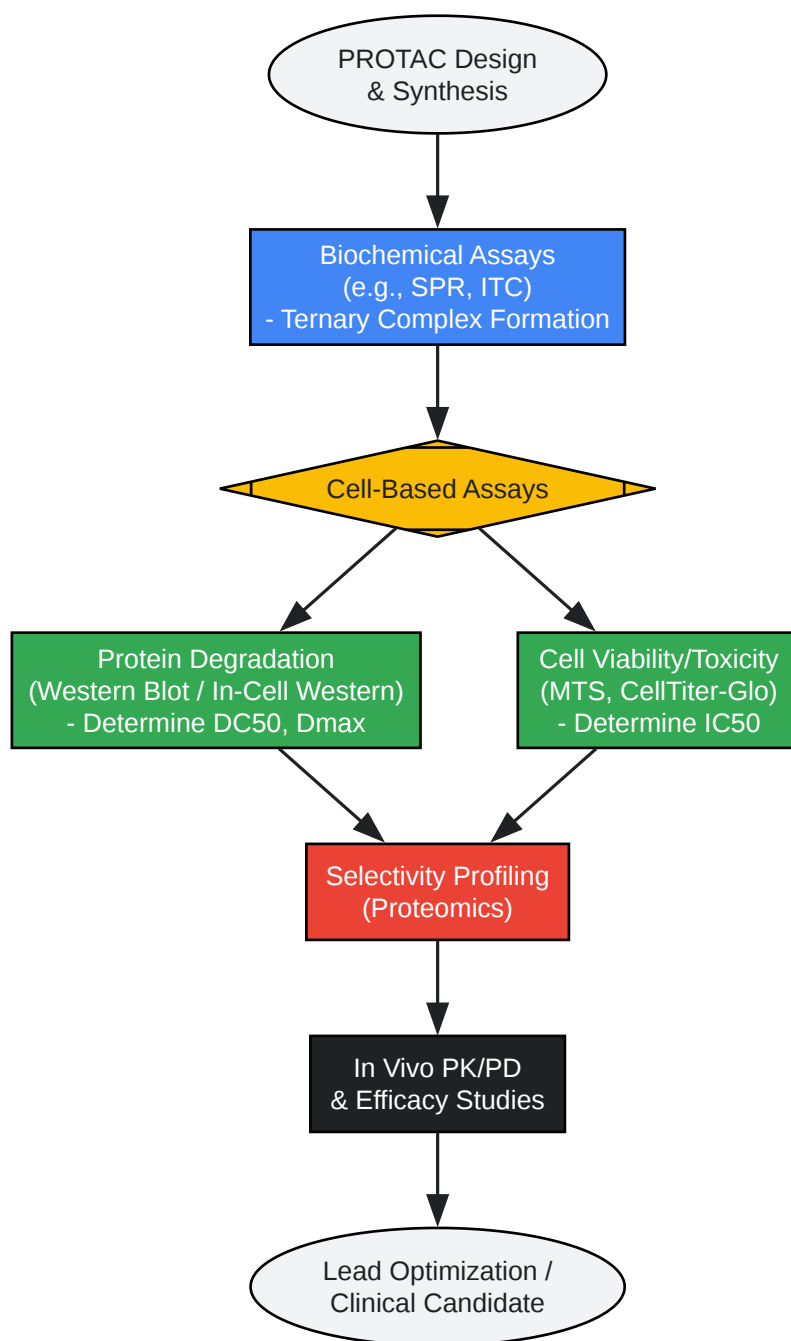 PROTAC Design
& Synthesis
Biochemical Assays
(e.g., SPR, ITC)
- Ternary Complex Formation
Cell-Based Assays
Protein Degradation
(Western Blot / In-Cell Western)
- Determine DC50, Dmax
Cell Viability/Toxicity
(MTS, CellTiter-Glo)
- Determine IC50
Selectivity Profiling
(Proteomics)
In Vivo PK/PD
& Efficacy Studies
Lead Optimization /
Clinical Candidate